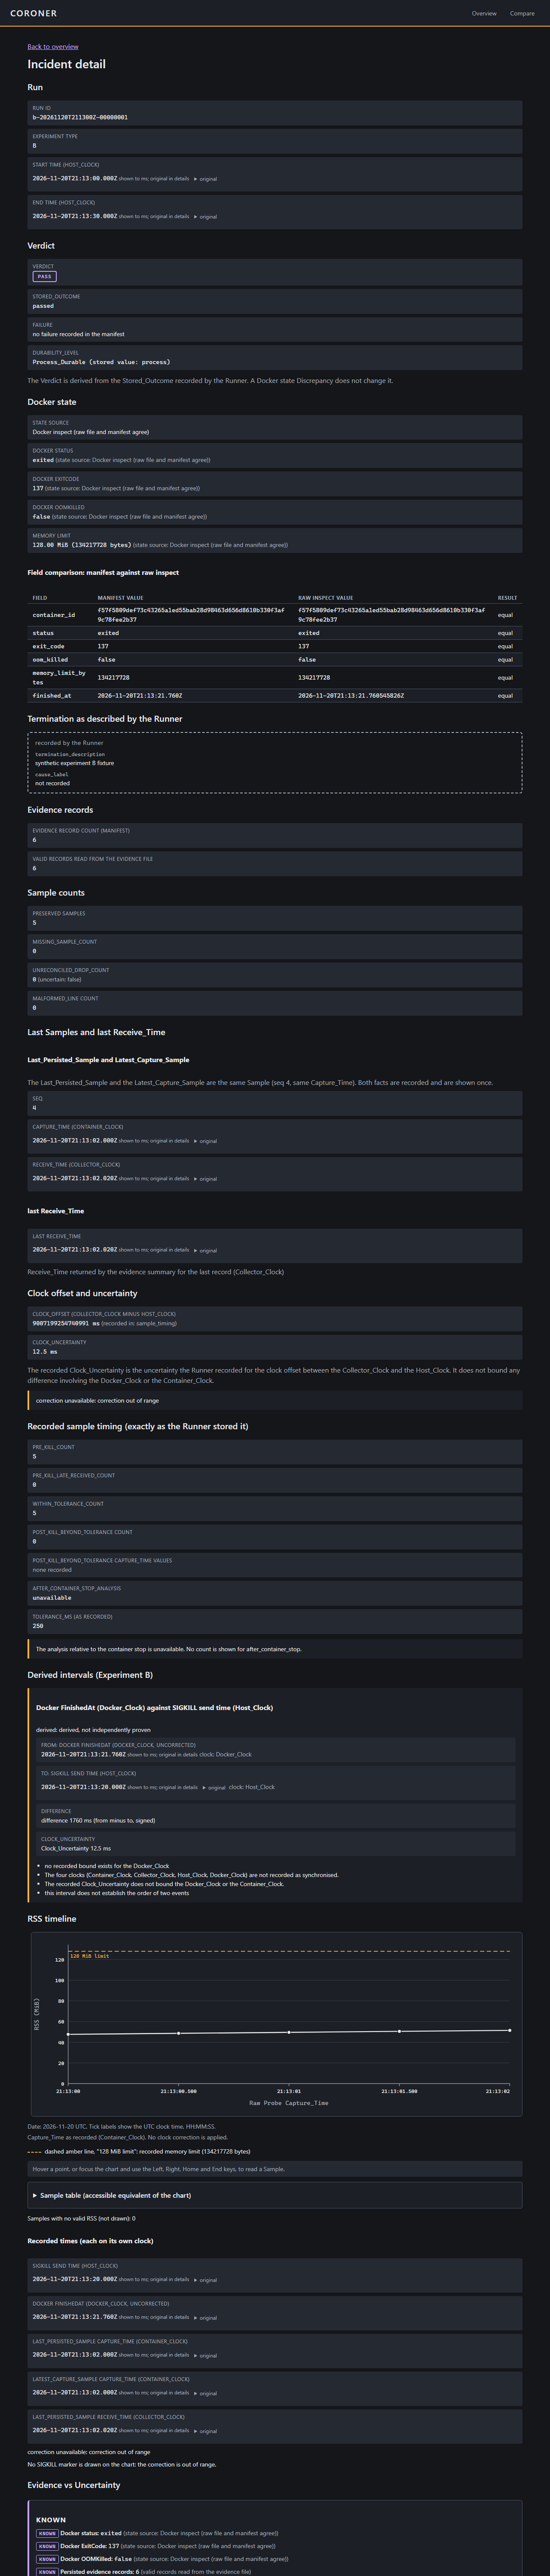 CORONER
Overview Compare
Back to overview
Incident detail
Run
RUN ID
b-20261120T211300Z-00000001
EXPERIMENT TYPE
B
START TIME (HOST_CLOCK)
2026-11-20T21:13:00.000Z shown to ms; original in details ▶ original
END TIME (HOST_CLOCK)
2026-11-20T21:13:30.000Z shown to ms; original in details ▶ original
Verdict
VERDICT
PASS
STORED_OUTCOME
passed
FAILURE
no failure recorded in the manifest
DURABILITY_LEVEL
Process_Durable (stored value: process)
The Verdict is derived from the Stored_Outcome recorded by the Runner. A Docker state Discrepancy does not change it.
Docker state
STATE SOURCE
Docker inspect (raw file and manifest agree)
DOCKER STATUS
exited (state source: Docker inspect (raw file and manifest agree))
DOCKER EXITCODE
137 (state source: Docker inspect (raw file and manifest agree))
DOCKER OOMKILLED
false (state source: Docker inspect (raw file and manifest agree))
MEMORY LIMIT
128.00 MiB (134217728 bytes) (state source: Docker inspect (raw file and manifest agree))
Field comparison: manifest against raw inspect
FIELD MANIFEST VALUE RAW INSPECT VALUE RESULT
container_id f57f5809def73c43265a1ed55bab28d98463d656d8610b330f3af f57f5809def73c43265a1ed55bab28d98463d656d8610b330f3af equal
9c78fee2b37 9c78fee2b37
status exited exited equal
exit_code 137 137 equal
oom_killed false false equal
memory_limit_by 134217728 134217728 equal
tes
finished_at 2026-11-20T21:13:21.760Z 2026-11-20T21:13:21.760545826Z equal
Termination as described by the Runner
recorded by the Runner
termination_description
synthetic experiment B fixture
cause_label
not recorded
Evidence records
EVIDENCE RECORD COUNT (MANIFEST)
6
VALID RECORDS READ FROM THE EVIDENCE FILE
6
Sample counts
PRESERVED SAMPLES
5
MISSING_SAMPLE_COUNT
0
UNRECONCILED_DROP_COUNT
0 (uncertain: false)
MALFORMED_LINE COUNT
0
Last Samples and last Receive_Time
Last_Persisted_Sample and Latest_Capture_Sample
The Last_Persisted_Sample and the Latest_Capture_Sample are the same Sample (seq 4, same Capture_Time). Both facts are recorded and are shown once.
SEQ
4
CAPTURE_TIME (CONTAINER_CLOCK)
2026-11-20T21:13:02.000Z shown to ms; original in details ▶ original
RECEIVE_TIME (COLLECTOR_CLOCK)
2026-11-20T21:13:02.020Z shown to ms; original in details ▶ original
last Receive_Time
LAST RECEIVE_TIME
2026-11-20T21:13:02.020Z shown to ms; original in details ▶ original
Receive_Time returned by the evidence summary for the last record (Collector_Clock)
Clock offset and uncertainty
CLOCK_OFFSET (COLLECTOR_CLOCK MINUS HOST_CLOCK)
9007199254740991 ms (recorded in: sample_timing)
CLOCK_UNCERTAINTY
12.5 ms
The recorded Clock_Uncertainty is the uncertainty the Runner recorded for the clock offset between the Collector_Clock and the Host_Clock. It does not bound any
difference involving the Docker_Clock or the Container_Clock.
correction unavailable: correction out of range
Recorded sample timing (exactly as the Runner stored it)
PRE_KILL_COUNT
5
PRE_KILL_LATE_RECEIVED_COUNT
0
WITHIN_TOLERANCE_COUNT
5
POST_KILL_BEYOND_TOLERANCE COUNT
0
POST_KILL_BEYOND_TOLERANCE CAPTURE_TIME VALUES
none recorded
AFTER_CONTAINER_STOP_ANALYSIS
unavailable
TOLERANCE_MS (AS RECORDED)
250
The analysis relative to the container stop is unavailable. No count is shown for after_container_stop.
Derived intervals (Experiment B)
Docker FinishedAt (Docker_Clock) against SIGKILL send time (Host_Clock)
derived: derived, not independently proven
FROM: DOCKER FINISHEDAT (DOCKER_CLOCK, UNCORRECTED)
2026-11-20T21:13:21.760Z shown to ms; original in details clock: Docker_Clock
TO: SIGKILL SEND TIME (HOST_CLOCK)
2026-11-20T21:13:20.000Z shown to ms; original in details ▶ original clock: Host_Clock
DIFFERENCE
difference 1760 ms (from minus to, signed)
CLOCK_UNCERTAINTY
Clock_Uncertainty 12.5 ms
• no recorded bound exists for the Docker_Clock
• The four clocks (Container_Clock, Collector_Clock, Host_Clock, Docker_Clock) are not recorded as synchronised.
• The recorded Clock_Uncertainty does not bound the Docker_Clock or the Container_Clock.
• this interval does not establish the order of two events
RSS timeline
128 MiB limit
120
100
80
60
40
20
0
RSS (MiB)
21:13:00 21:13:00.500 21:13:01 21:13:01.500 21:13:02
Raw Probe Capture_Time
Date: 2026-11-20 UTC. Tick labels show the UTC clock time, HH:MM:SS.
Capture_Time as recorded (Container_Clock). No clock correction is applied.
dashed amber line, "128 MiB limit": recorded memory limit (134217728 bytes)
Hover a point, or focus the chart and use the Left, Right, Home and End keys, to read a Sample.
▶ Sample table (accessible equivalent of the chart)
Samples with no valid RSS (not drawn): 0
Recorded times (each on its own clock)
SIGKILL SEND TIME (HOST_CLOCK)
2026-11-20T21:13:20.000Z shown to ms; original in details ▶ original
DOCKER FINISHEDAT (DOCKER_CLOCK, UNCORRECTED)
2026-11-20T21:13:21.760Z shown to ms; original in details ▶ original
LAST_PERSISTED_SAMPLE CAPTURE_TIME (CONTAINER_CLOCK)
2026-11-20T21:13:02.000Z shown to ms; original in details ▶ original
LATEST_CAPTURE_SAMPLE CAPTURE_TIME (CONTAINER_CLOCK)
2026-11-20T21:13:02.000Z shown to ms; original in details ▶ original
LAST_PERSISTED_SAMPLE RECEIVE_TIME (COLLECTOR_CLOCK)
2026-11-20T21:13:02.020Z shown to ms; original in details ▶ original
correction unavailable: correction out of range
No SIGKILL marker is drawn on the chart: the correction is out of range.
Evidence vs Uncertainty
KNOWN
KNOWN Docker status: exited (state source: Docker inspect (raw file and manifest agree))
KNOWN Docker ExitCode: 137 (state source: Docker inspect (raw file and manifest agree))
KNOWN Docker OOMKilled: false (state source: Docker inspect (raw file and manifest agree))
KNOWN Persisted evidence records: 6 (valid records read from the evidence file)